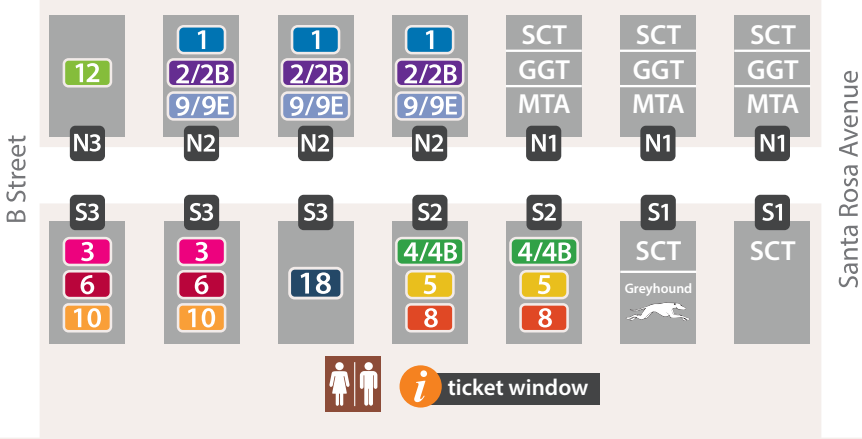 1 1 1 SCT SCT SCT
12 2/2B 2/2B 2/2B GGT GGT GGT
9/9E 9/9E 9/9E MTA MTA MTA
N3 N2 N2 N2 N1 N1 N1
B Street
Santa Rosa Avenue
S3 S3 S3 S2 S2 S1 S1
3 3 4/4B 4/4B SCT SCT
6 6 18 5 5 Greyhound
10 10 8 8
i ticket window